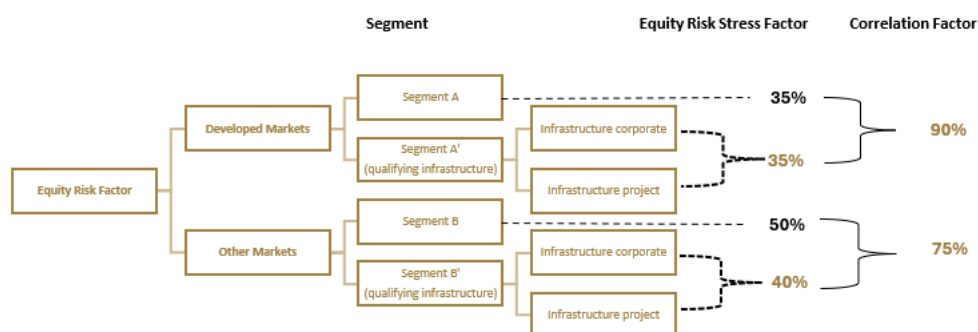 Segment
Equity Risk Stress Factor
Correlation Factor
Equity Risk Factor
Developed Markets
Segment A
35%
Segment A'
(qualifying infrastructure)
Infrastructure corporate
Infrastructure project
35%
90%
Other Markets
Segment B
50%
Segment B'
(qualifying infrastructure)
Infrastructure corporate
Infrastructure project
40%
75%